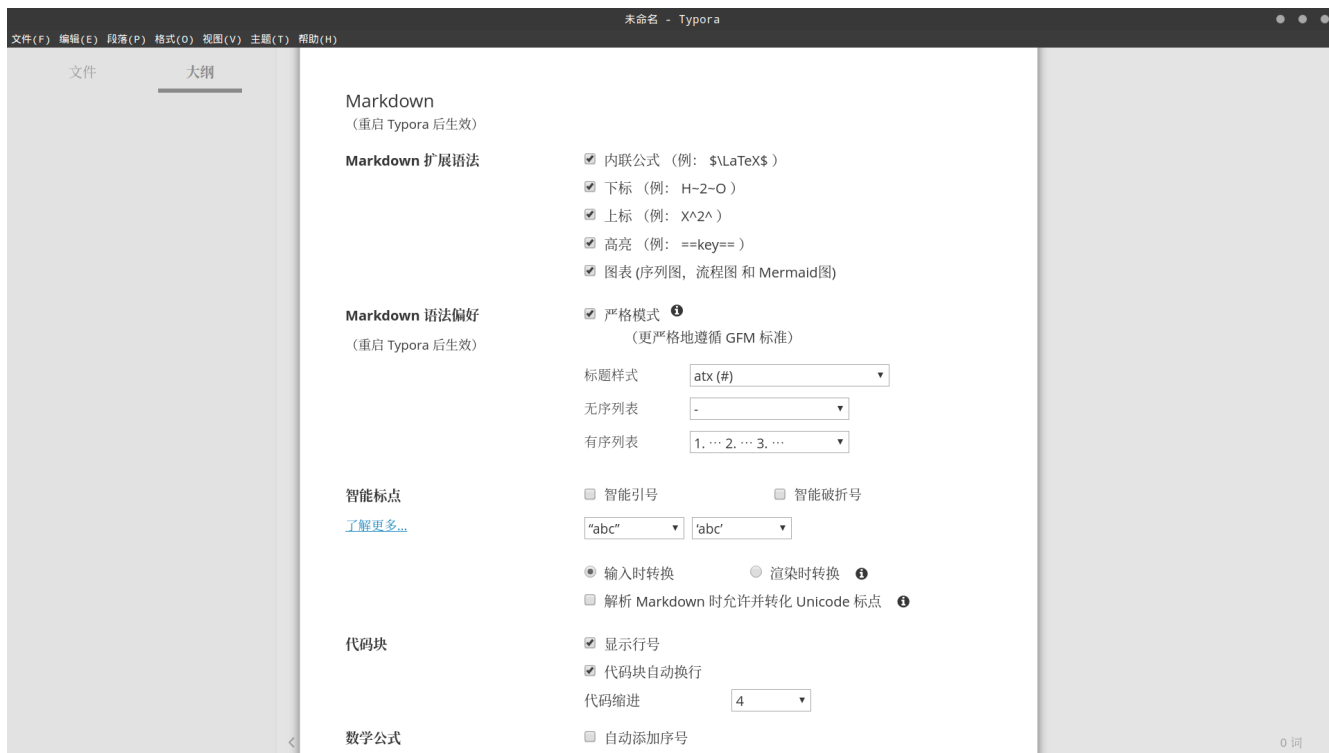 未命名 - Typora
文件(F) 编辑(E) 段落(P) 格式(O) 视图(V) 主题(T) 帮助(H)
文件 大纲
Markdown
（重启 Typora 后生效）
Markdown 扩展语法
内联公式 （例： $\LaTeX$ ）
下标 （例： H~2~O ）
上标 （例： X^2^ ）
高亮 （例： ==key== ）
图表 (序列图，流程图 和 Mermaid图)
Markdown 语法偏好
（重启 Typora 后生效）
严格模式
（更严格地遵循 GFM 标准）
标题样式 atx (#)
无序列表 -
有序列表 1. ··· 2. ··· 3. ···
智能标点 智能引号 智能破折号
了解更多... “abc” ‘abc’
输入时转换 渲染时转换
解析 Markdown 时允许并转化 Unicode 标点
代码块 显示行号
代码块自动换行
代码缩进 4
数学公式 自动添加序号
0 词